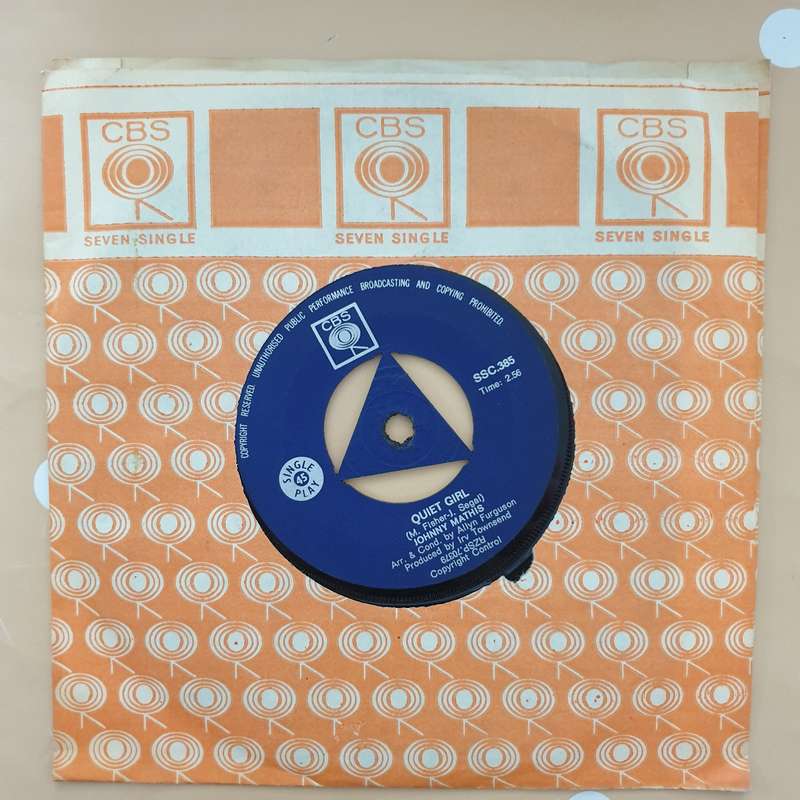 CBS
CBS
CBS
SEVEN SINGLE
SEVEN SINGLE
SEVEN SINGLE
COPYRIGHT RESERVED. UNAUTHORISED PUBLIC PERFORMANCE BROADCASTING AND COPYING PROHIBITED.
CBS
SSC.385
Time: 2.56
SINGLE
45
PLAY
QUIET GIRL
(M. Fisher-J. Segal)
JOHNNY MATHIS
Arr. & Cond. by Allyn Furguson
Produced by Irv Townsend
RZSP.70379
Copyright Control